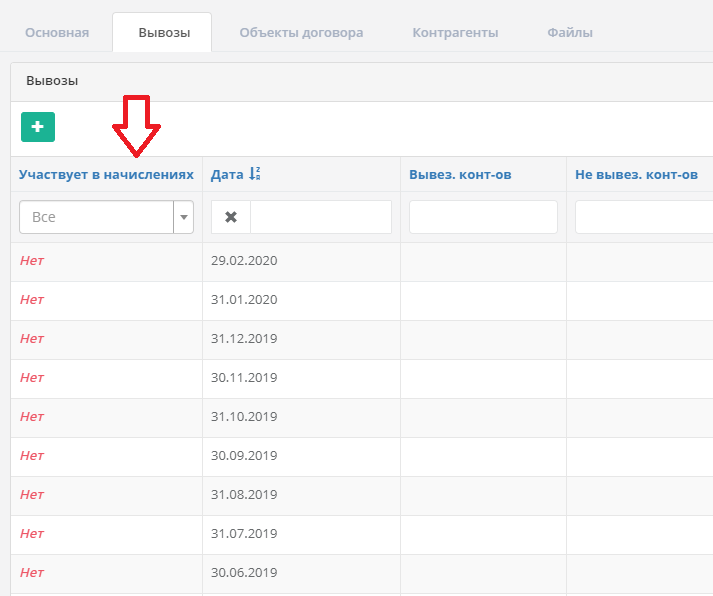 Основная Вывозы Объекты договора Контрагенты Файлы
Вывозы
Участвует в начислениях Дата Вывез. конт-ов Не вывез. конт-ов
Все
Нет 29.02.2020
Нет 31.01.2020
Нет 31.12.2019
Нет 30.11.2019
Нет 31.10.2019
Нет 30.09.2019
Нет 31.08.2019
Нет 31.07.2019
Нет 30.06.2019